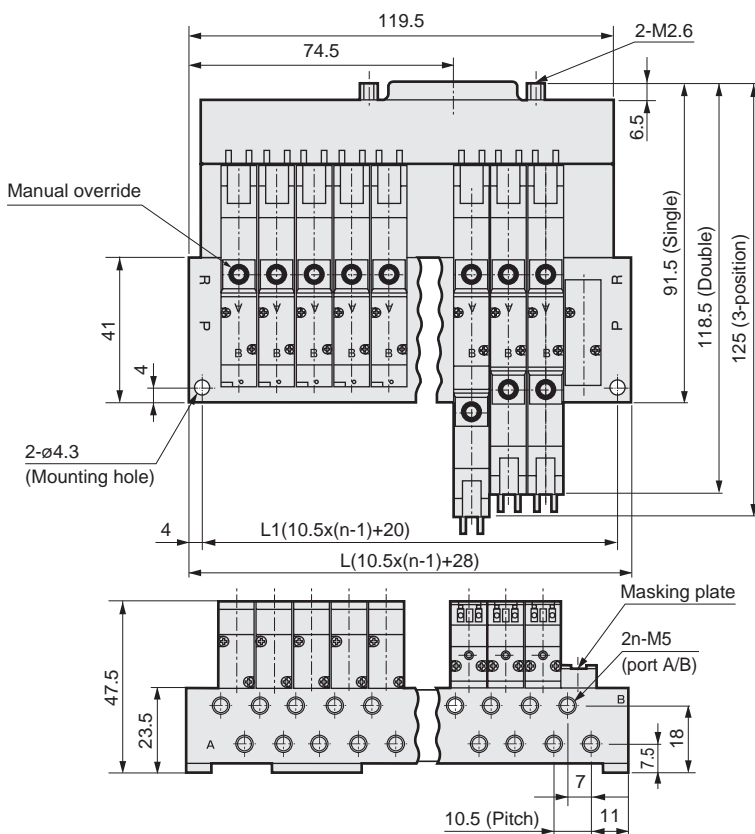 119.5
74.5
2-M2.6
6.5
Manual override
R
P
R
P
B B B B B
B B B
41
4
91.5 (Single)
118.5 (Double)
125 (3-position)
2-ø4.3
(Mounting hole)
4
L1(10.5x(n-1)+20)
L(10.5x(n-1)+28)
Masking plate
2n-M5
(port A/B)
47.5
23.5
B
A
18
7.5
7
10.5 (Pitch)
11